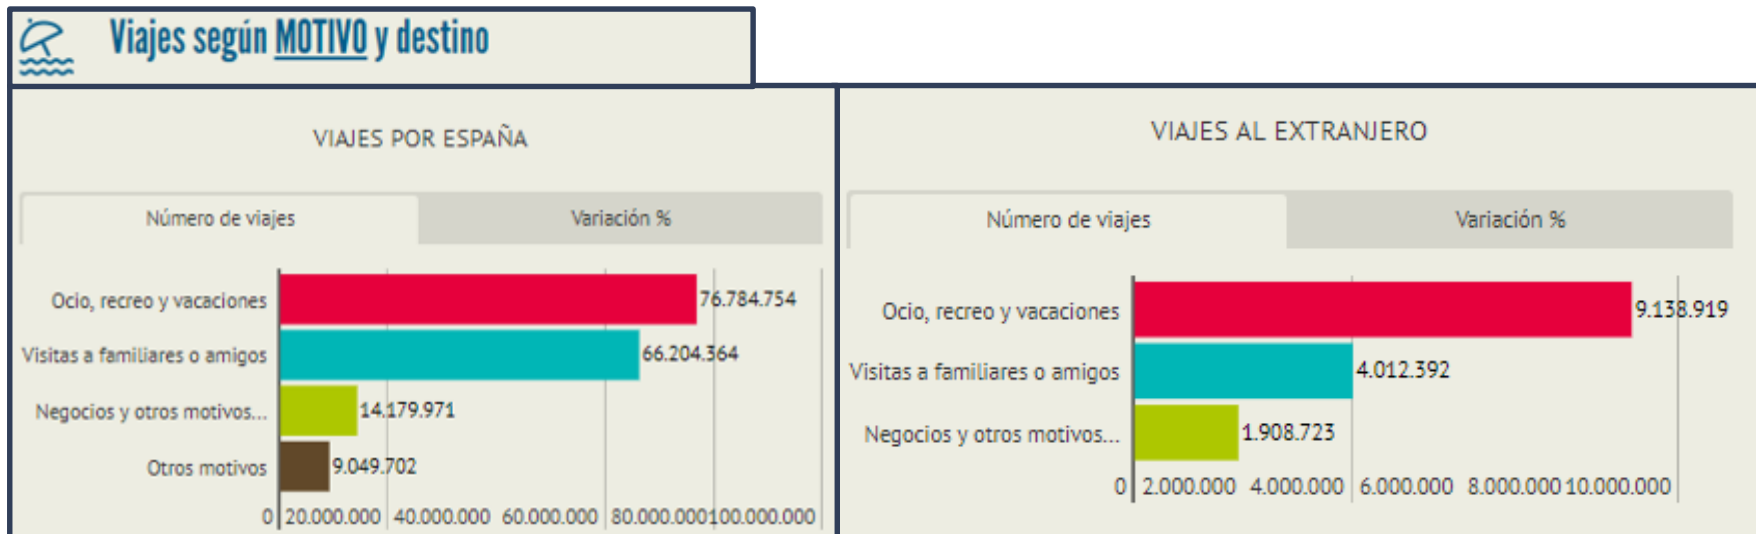 Viajes según MOTIVO y destino
VIAJES POR ESPAÑA
Número de viajes
Variación %
Ocio, recreo y vacaciones
76.784.754
Visitas a familiares o amigos
66.204.364
Negocios y otros motivos...
14.179.971
Otros motivos
9.049.702
0 20.000.000 40.000.000 60.000.000 80.000.000 100.000.000
VIAJES AL EXTRANJERO
Número de viajes
Variación %
Ocio, recreo y vacaciones
9.138.919
Visitas a familiares o amigos
4.012.392
Negocios y otros motivos...
1.908.723
0 2.000.000 4.000.000 6.000.000 8.000.000 10.000.000